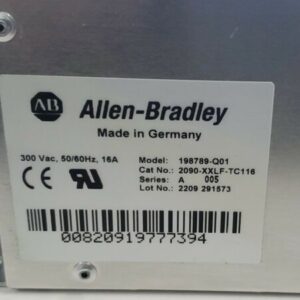 AB Allen-Bradley
Made in Germany
300 Vac, 50/60Hz, 16A
Model: 198789-Q01
Cat No.: 2090-XXLF-TC116
Series: A 005
Lot No.: 2209 291573
CE
00820919777394